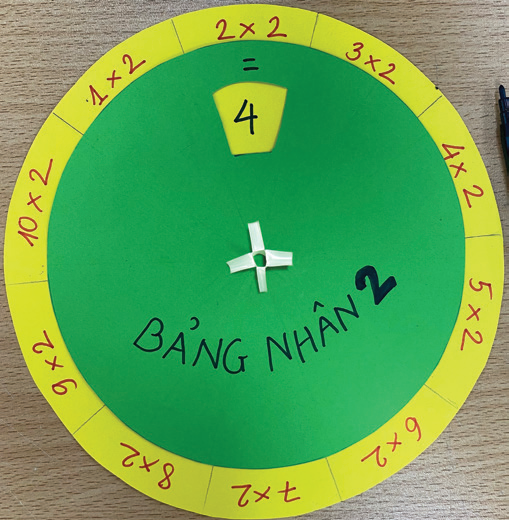 1 x 2
2 x 2
3 x 2
4 x 2
5 x 2
6 x 2
7 x 2
8 x 2
9 x 2
10 x 2
=
4
BẢNG NHÂN 2